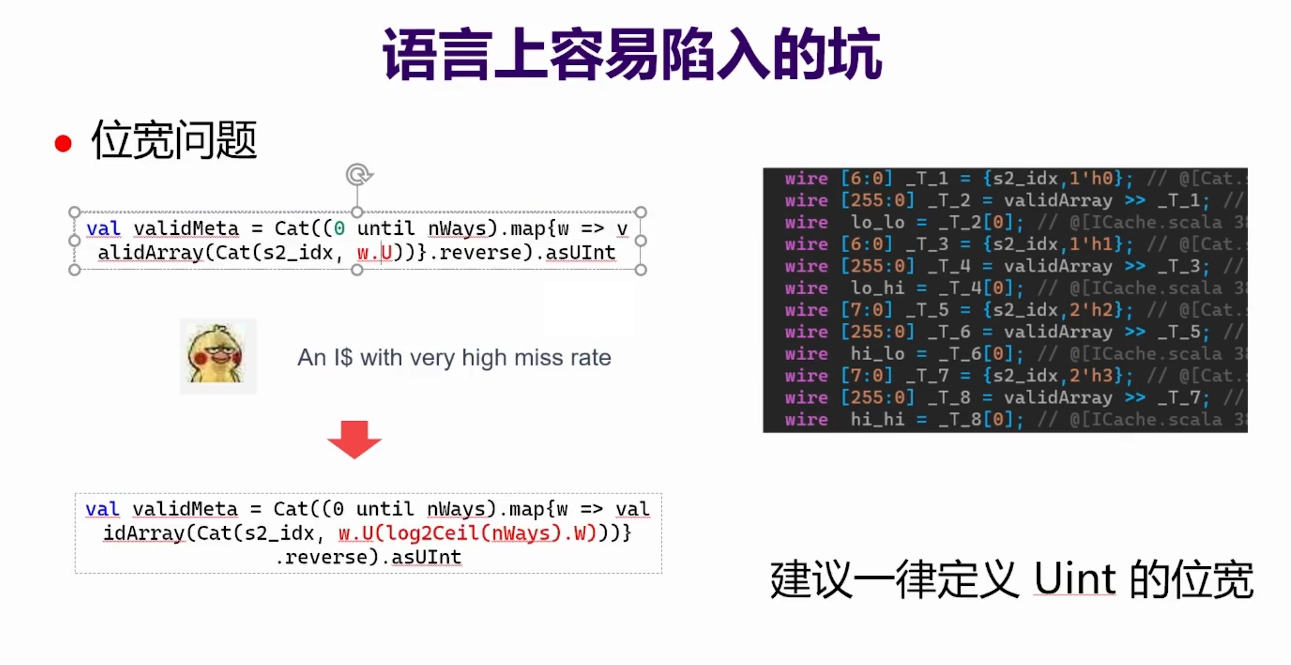 语言上容易陷入的坑
位宽问题
val validMeta = Cat((0 until nWays).map{w => v
alidArray(Cat(s2_idx, w.U))}.reverse).asUInt
An I$ with very high miss rate
val validMeta = Cat((0 until nWays).map{w => val
idArray(Cat(s2_idx, w.U(log2Ceil(nWays).W)))}
.reverse).asUInt
wire [6:0] _T_1 = {s2_idx,1'h0}; // @[Cat.s
wire [255:0] _T_2 = validArray >> _T_1; //
wire lo_lo = _T_2[0]; // @[ICache.scala 38
wire [6:0] _T_3 = {s2_idx,1'h1}; // @[Cat.s
wire [255:0] _T_4 = validArray >> _T_3; //
wire lo_hi = _T_4[0]; // @[ICache.scala 38
wire [7:0] _T_5 = {s2_idx,2'h2}; // @[Cat.s
wire [255:0] _T_6 = validArray >> _T_5; //
wire hi_lo = _T_6[0]; // @[ICache.scala 38
wire [7:0] _T_7 = {s2_idx,2'h3}; // @[Cat.s
wire [255:0] _T_8 = validArray >> _T_7; //
wire hi_hi = _T_8[0]; // @[ICache.scala 38
建议一律定义 Uint 的位宽